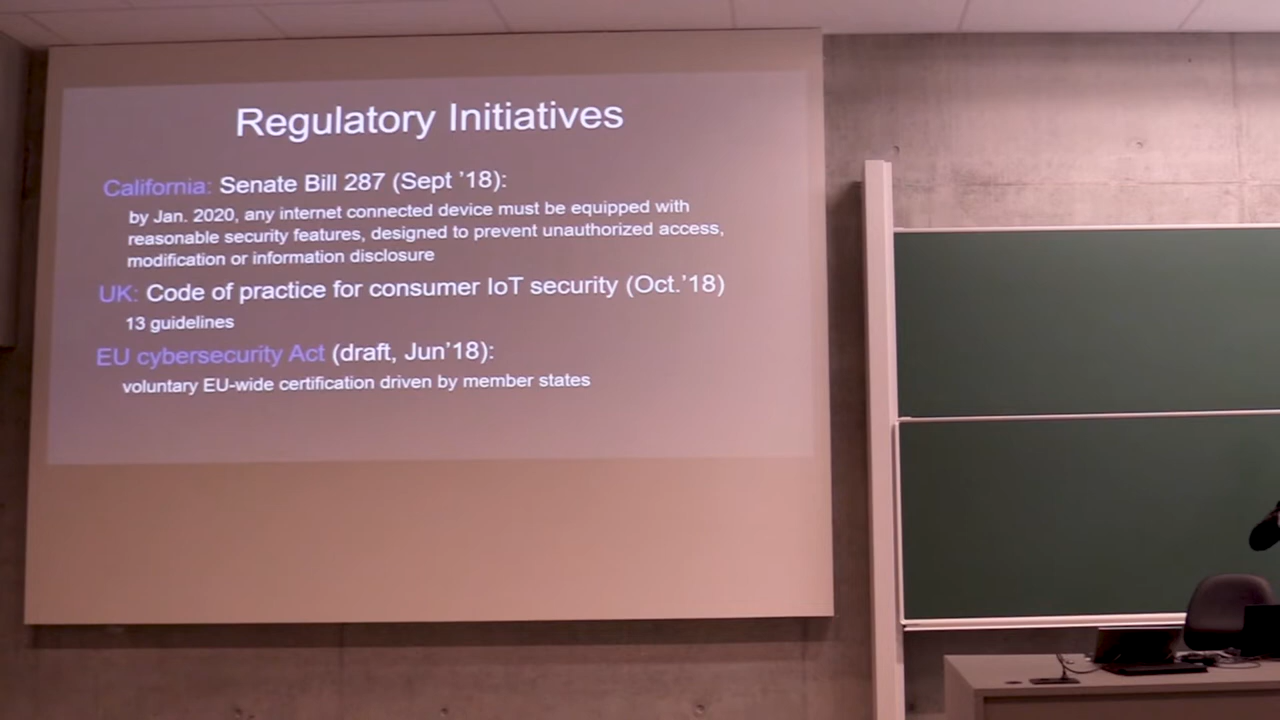 Regulatory Initiatives
California: Senate Bill 287 (Sept ’18):
by Jan. 2020, any internet connected device must be equipped with
reasonable security features, designed to prevent unauthorized access,
modification or information disclosure
UK: Code of practice for consumer IoT security (Oct.’18)
13 guidelines
EU cybersecurity Act (draft, Jun’18):
voluntary EU-wide certification driven by member states